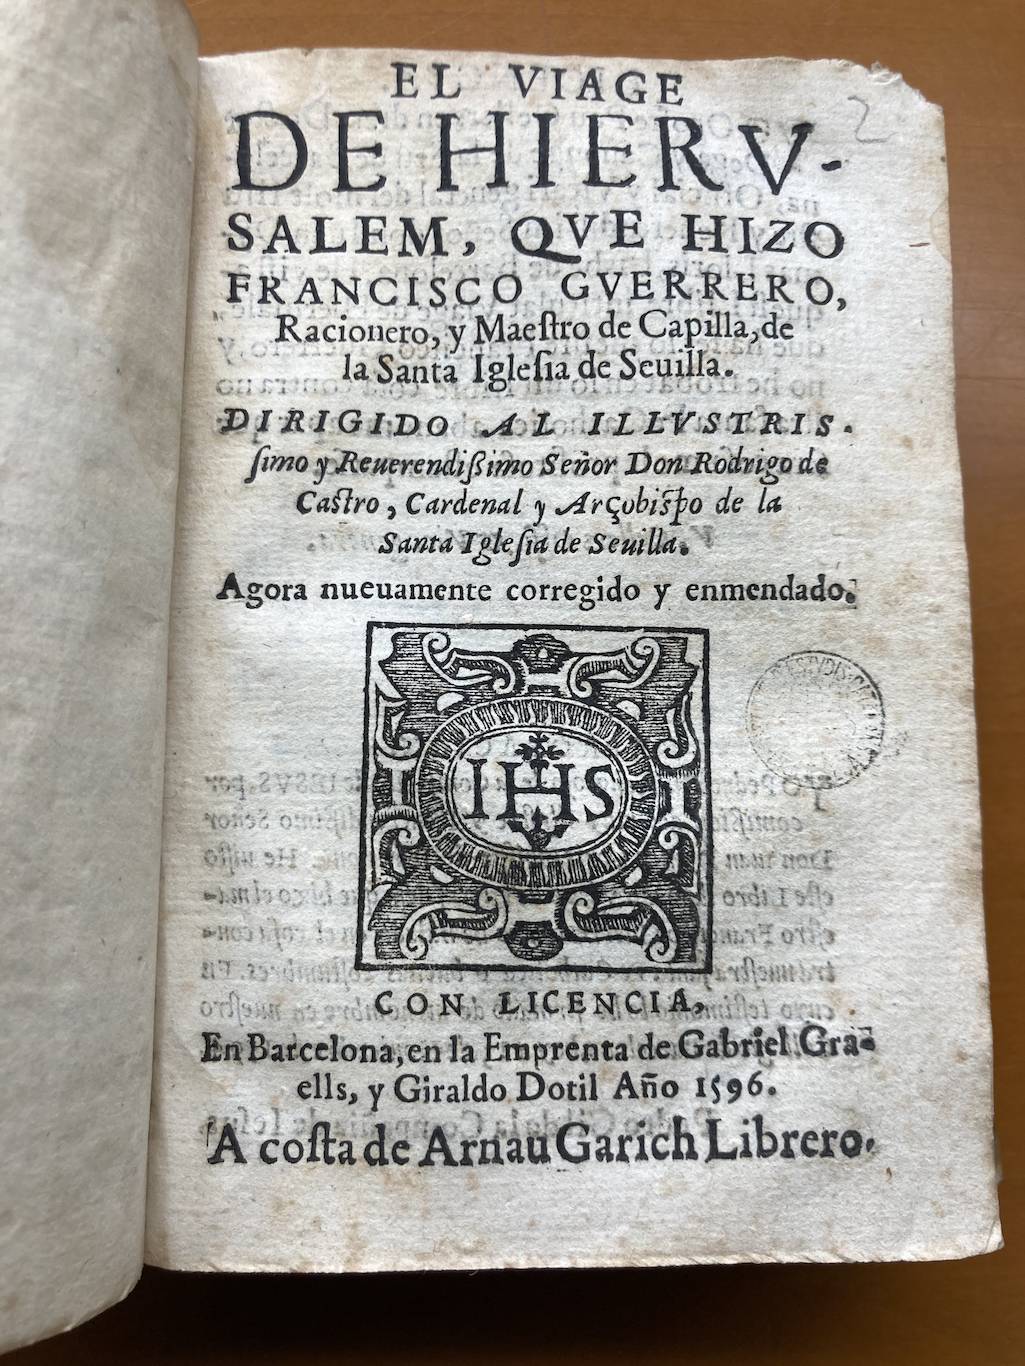 2
EL VIAGE
DE HIERV-
SALEM, QVE HIZO
FRANCISCO GVERRERO,
Racionero, y Maeſtro de Capilla, de
la Santa Igleſia de Seuilla.
DIRIGIDO AL ILLVSTRIS.
ſimo y Reuerendiſsimo Señor Don Rodrigo de
Caſtro, Cardenal y Arçobiſpo de la
Santa Igleſia de Seuilla.
Agora nueuamente corregido y enmendado.
IHS
CON LICENCIA,
En Barcelona, en la Emprenta de Gabriel Gra-
ells, y Giraldo Dotil Año 1596.
A coſta de Arnau Garich Librero.